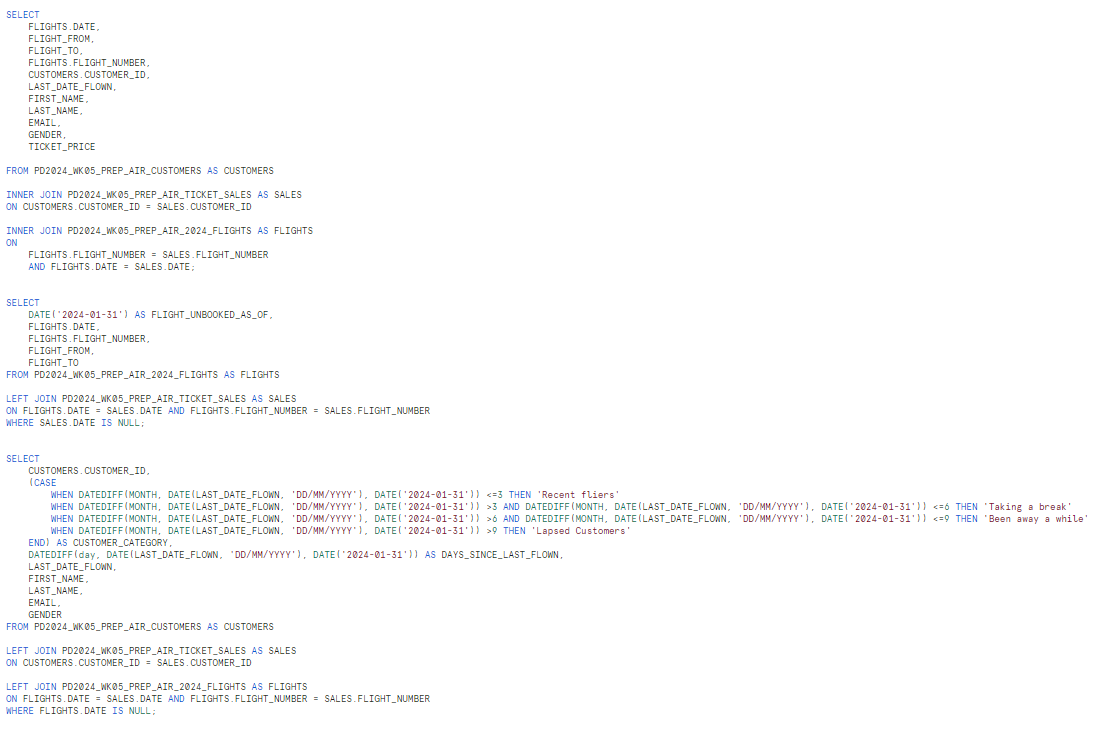 SELECT
    FLIGHTS.DATE,
    FLIGHT_FROM,
    FLIGHT_TO,
    FLIGHTS.FLIGHT_NUMBER,
    CUSTOMERS.CUSTOMER_ID,
    LAST_DATE_FLOWN,
    FIRST_NAME,
    LAST_NAME,
    EMAIL,
    GENDER,
    TICKET_PRICE

FROM PD2024_WK05_PREP_AIR_CUSTOMERS AS CUSTOMERS

INNER JOIN PD2024_WK05_PREP_AIR_TICKET_SALES AS SALES
ON CUSTOMERS.CUSTOMER_ID = SALES.CUSTOMER_ID

INNER JOIN PD2024_WK05_PREP_AIR_2024_FLIGHTS AS FLIGHTS
ON
    FLIGHTS.FLIGHT_NUMBER = SALES.FLIGHT_NUMBER
    AND FLIGHTS.DATE = SALES.DATE;


SELECT
    DATE('2024-01-31') AS FLIGHT_UNBOOKED_AS_OF,
    FLIGHTS.DATE,
    FLIGHTS.FLIGHT_NUMBER,
    FLIGHT_FROM,
    FLIGHT_TO
FROM PD2024_WK05_PREP_AIR_2024_FLIGHTS AS FLIGHTS

LEFT JOIN PD2024_WK05_PREP_AIR_TICKET_SALES AS SALES
ON FLIGHTS.DATE = SALES.DATE AND FLIGHTS.FLIGHT_NUMBER = SALES.FLIGHT_NUMBER
WHERE SALES.DATE IS NULL;


SELECT
    CUSTOMERS.CUSTOMER_ID,
    (CASE
        WHEN DATEDIFF(MONTH, DATE(LAST_DATE_FLOWN, 'DD/MM/YYYY'), DATE('2024-01-31')) <=3 THEN 'Recent fliers'
        WHEN DATEDIFF(MONTH, DATE(LAST_DATE_FLOWN, 'DD/MM/YYYY'), DATE('2024-01-31')) >3 AND DATEDIFF(MONTH, DATE(LAST_DATE_FLOWN, 'DD/MM/YYYY'), DATE('2024-01-31')) <=6 THEN 'Taking a break'
        WHEN DATEDIFF(MONTH, DATE(LAST_DATE_FLOWN, 'DD/MM/YYYY'), DATE('2024-01-31')) >6 AND DATEDIFF(MONTH, DATE(LAST_DATE_FLOWN, 'DD/MM/YYYY'), DATE('2024-01-31')) <=9 THEN 'Been away a while'
        WHEN DATEDIFF(MONTH, DATE(LAST_DATE_FLOWN, 'DD/MM/YYYY'), DATE('2024-01-31')) >9 THEN 'Lapsed Customers'
    END) AS CUSTOMER_CATEGORY,
    DATEDIFF(day, DATE(LAST_DATE_FLOWN, 'DD/MM/YYYY'), DATE('2024-01-31')) AS DAYS_SINCE_LAST_FLOWN,
    LAST_DATE_FLOWN,
    FIRST_NAME,
    LAST_NAME,
    EMAIL,
    GENDER
FROM PD2024_WK05_PREP_AIR_CUSTOMERS AS CUSTOMERS

LEFT JOIN PD2024_WK05_PREP_AIR_TICKET_SALES AS SALES
ON CUSTOMERS.CUSTOMER_ID = SALES.CUSTOMER_ID

LEFT JOIN PD2024_WK05_PREP_AIR_2024_FLIGHTS AS FLIGHTS
ON FLIGHTS.DATE = SALES.DATE AND FLIGHTS.FLIGHT_NUMBER = SALES.FLIGHT_NUMBER
WHERE FLIGHTS.DATE IS NULL;